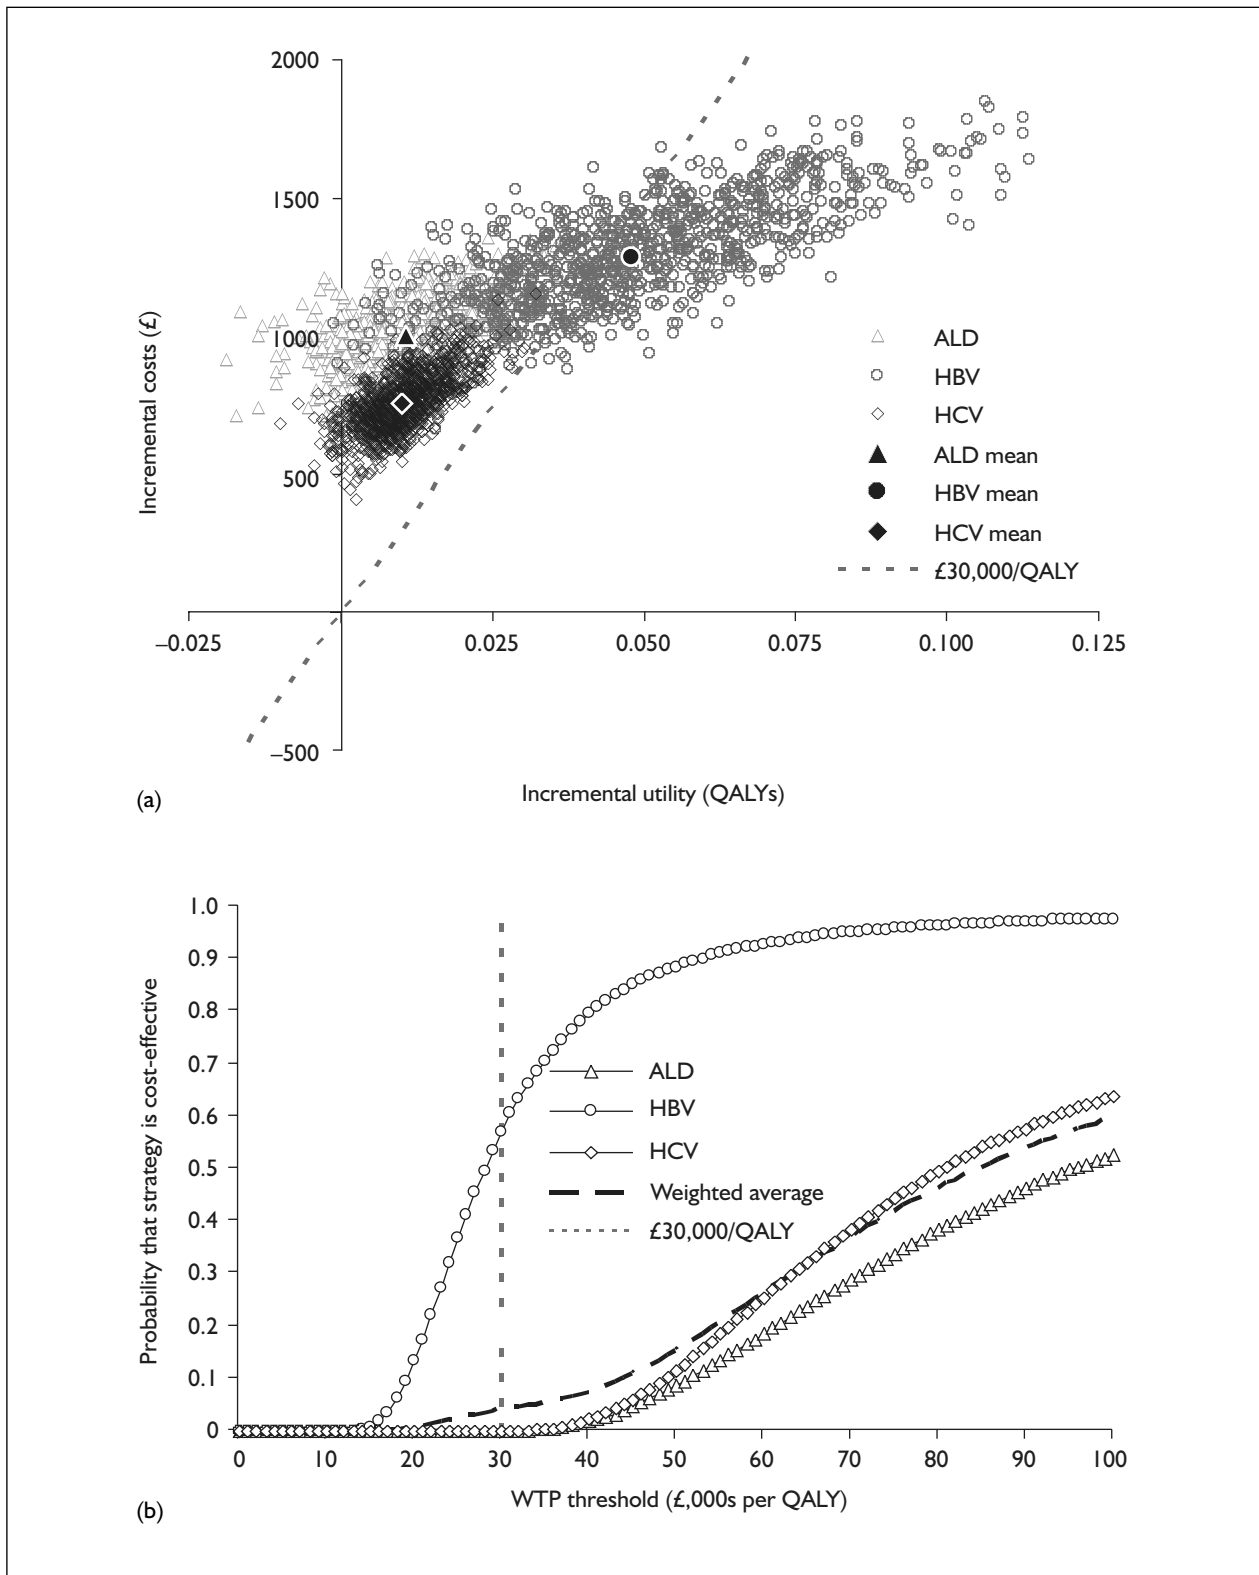 2000
1500
1000
500
–500
Incremental costs (£)
–0.025
0.025
0.050
0.075
0.100
0.125
Incremental utility (QALYs)
ALD
HBV
HCV
ALD mean
HBV mean
HCV mean
£30,000/QALY
(a)
1.0
0.9
0.8
0.7
0.6
0.5
0.4
0.3
0.2
0.1
0
Probability that strategy is cost-effective
ALD
HBV
HCV
Weighted average
£30,000/QALY
0 10 20 30 40 50 60 70 80 90 100
WTP threshold (£,000s per QALY)
(b)